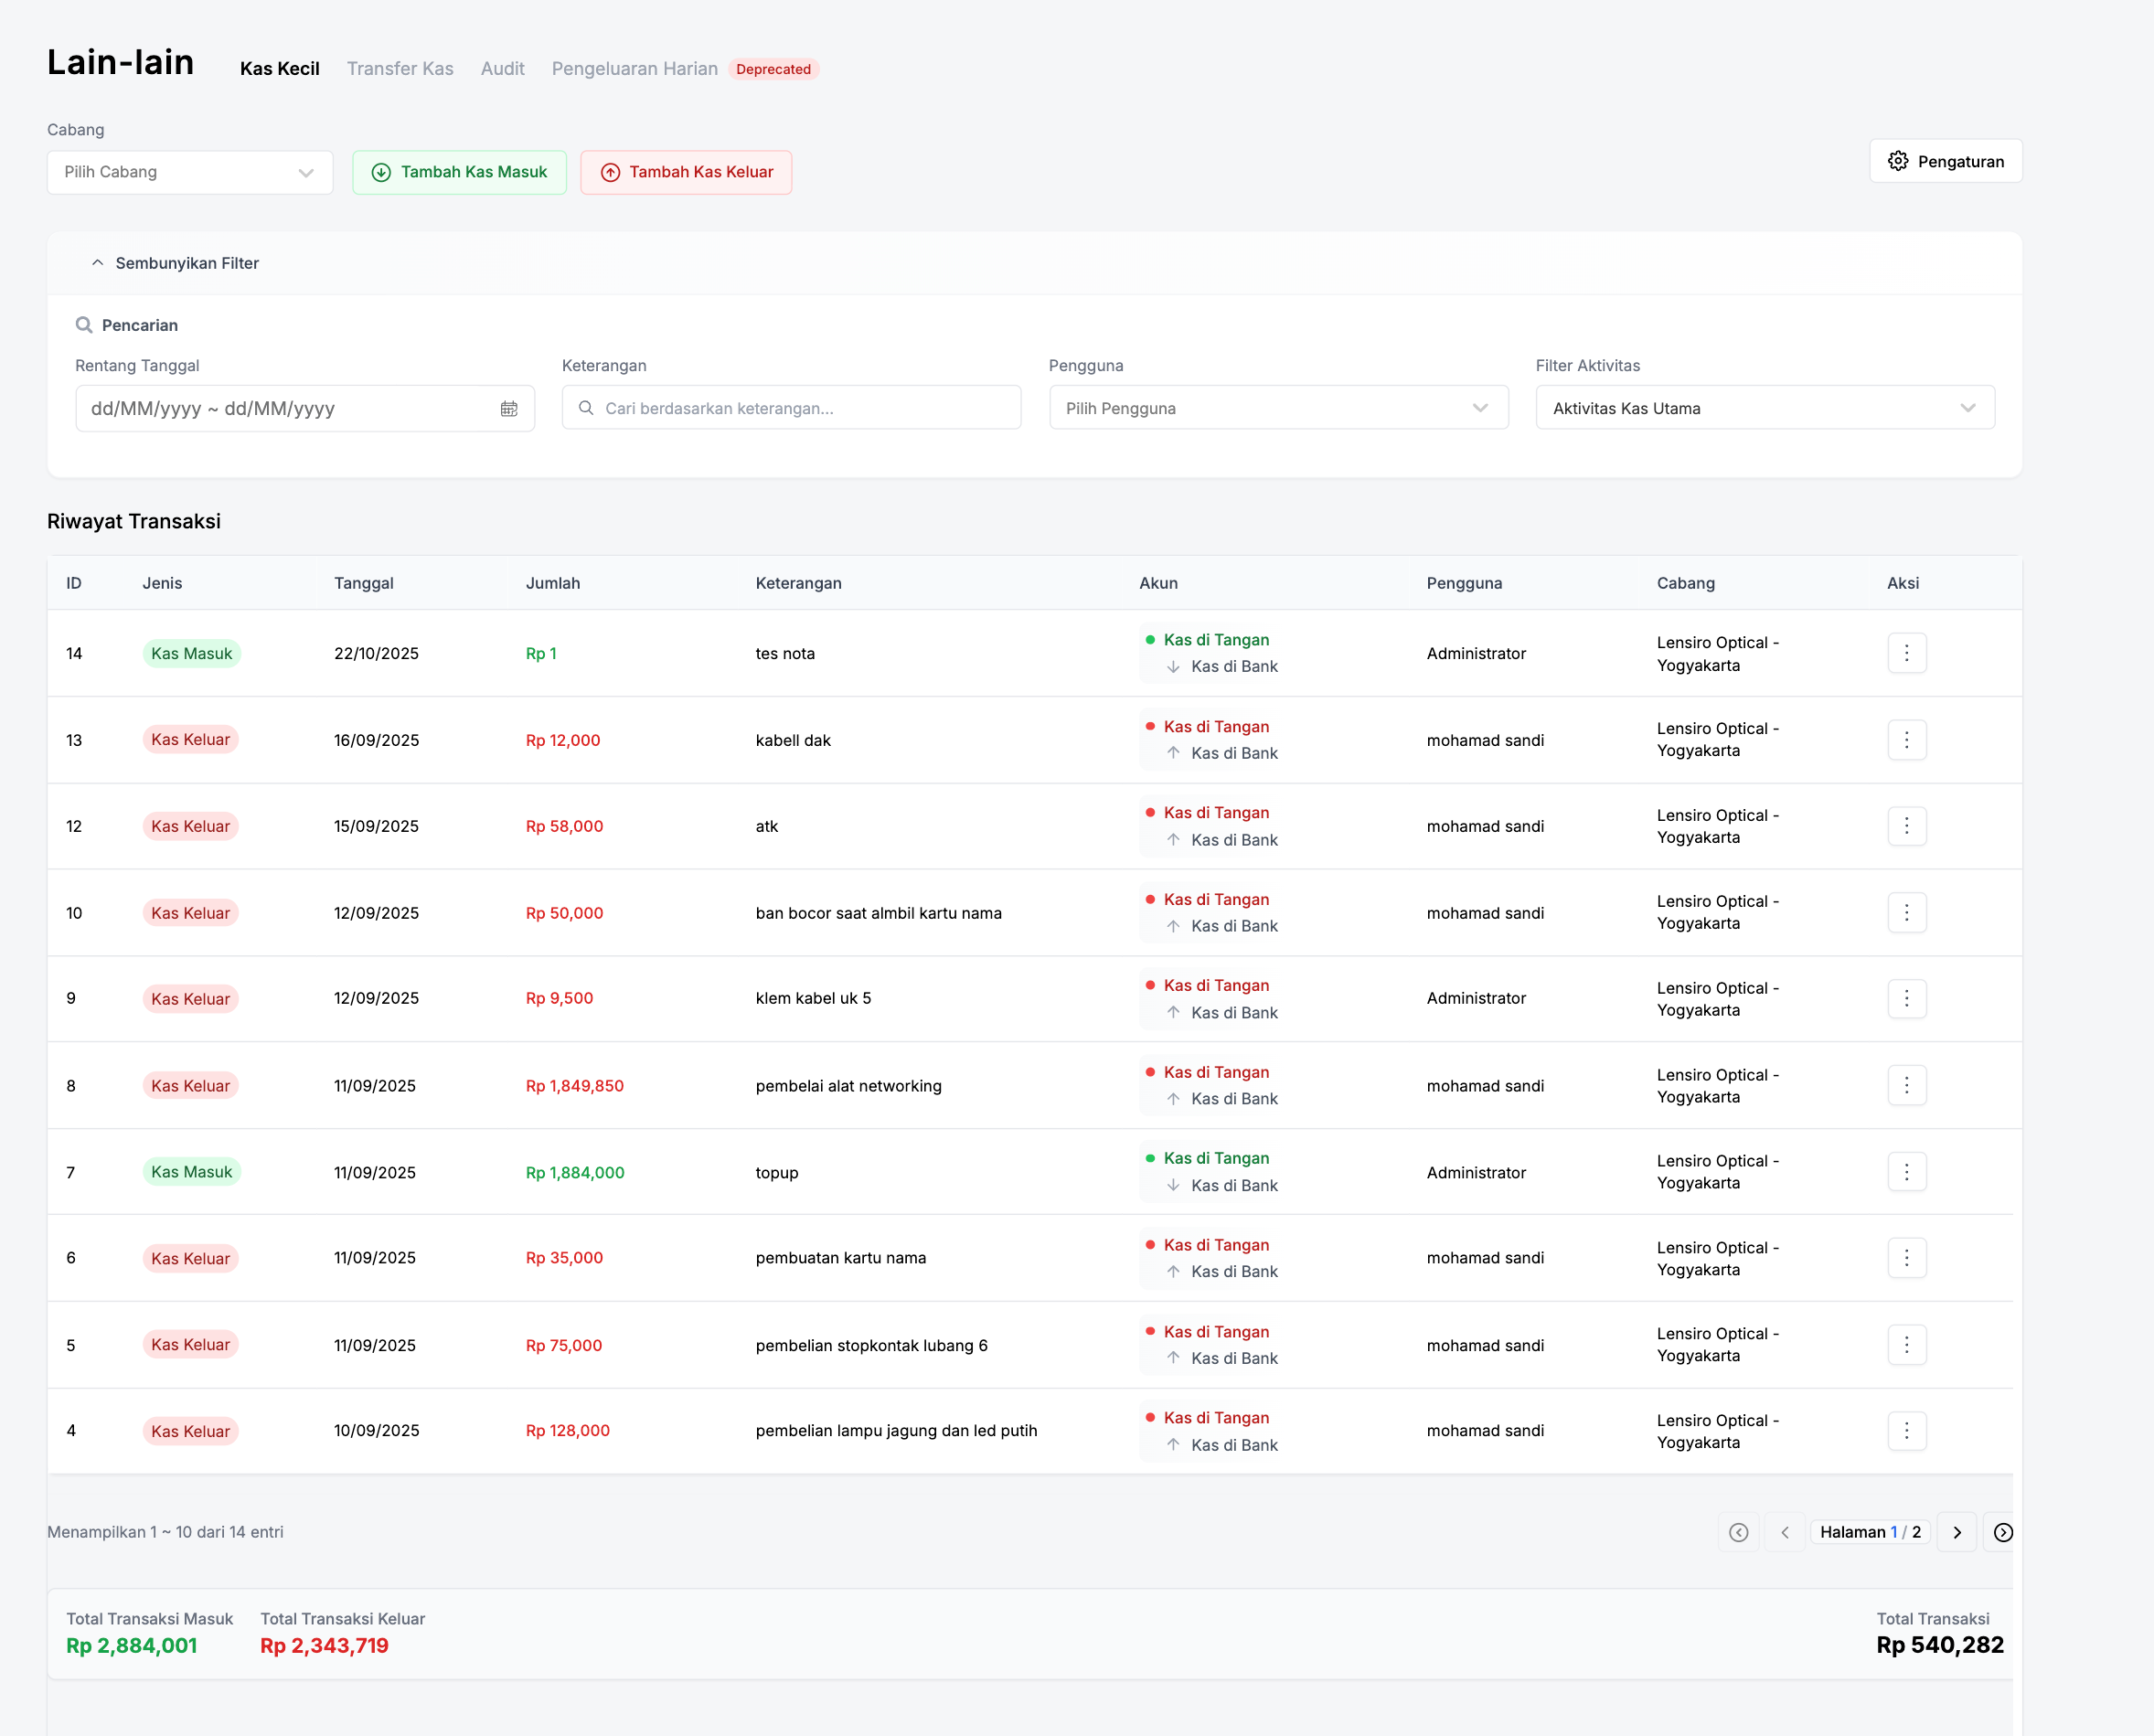 Lain-lain Kas Kecil Transfer Kas Audit Pengeluaran Harian Deprecated
Cabang
Pilih Cabang Tambah Kas Masuk Tambah Kas Keluar Pengaturan
Sembunyikan Filter
Pencarian
Rentang Tanggal Keterangan Pengguna Filter Aktivitas
dd/MM/yyyy ~ dd/MM/yyyy Cari berdasarkan keterangan... Pilih Pengguna Aktivitas Kas Utama
Riwayat Transaksi
ID Jenis Tanggal Jumlah Keterangan Akun Pengguna Cabang Aksi
14 Kas Masuk 22/10/2025 Rp 1 tes nota Kas di Tangan Administrator Lensiro Optical -
Kas di Bank Yogyakarta
13 Kas Keluar 16/09/2025 Rp 12,000 kabell dak Kas di Tangan mohamad sandi Lensiro Optical -
Kas di Bank Yogyakarta
12 Kas Keluar 15/09/2025 Rp 58,000 atk Kas di Tangan mohamad sandi Lensiro Optical -
Kas di Bank Yogyakarta
10 Kas Keluar 12/09/2025 Rp 50,000 ban bocor saat almbil kartu nama Kas di Tangan mohamad sandi Lensiro Optical -
Kas di Bank Yogyakarta
9 Kas Keluar 12/09/2025 Rp 9,500 klem kabel uk 5 Kas di Tangan Administrator Lensiro Optical -
Kas di Bank Yogyakarta
8 Kas Keluar 11/09/2025 Rp 1,849,850 pembelai alat networking Kas di Tangan mohamad sandi Lensiro Optical -
Kas di Bank Yogyakarta
7 Kas Masuk 11/09/2025 Rp 1,884,000 topup Kas di Tangan Administrator Lensiro Optical -
Kas di Bank Yogyakarta
6 Kas Keluar 11/09/2025 Rp 35,000 pembuatan kartu nama Kas di Tangan mohamad sandi Lensiro Optical -
Kas di Bank Yogyakarta
5 Kas Keluar 11/09/2025 Rp 75,000 pembelian stopkontak lubang 6 Kas di Tangan mohamad sandi Lensiro Optical -
Kas di Bank Yogyakarta
4 Kas Keluar 10/09/2025 Rp 128,000 pembelian lampu jagung dan led putih Kas di Tangan mohamad sandi Lensiro Optical -
Kas di Bank Yogyakarta
Menampilkan 1 ~ 10 dari 14 entri Halaman 1 / 2
Total Transaksi Masuk Total Transaksi Keluar Total Transaksi
Rp 2,884,001 Rp 2,343,719 Rp 540,282